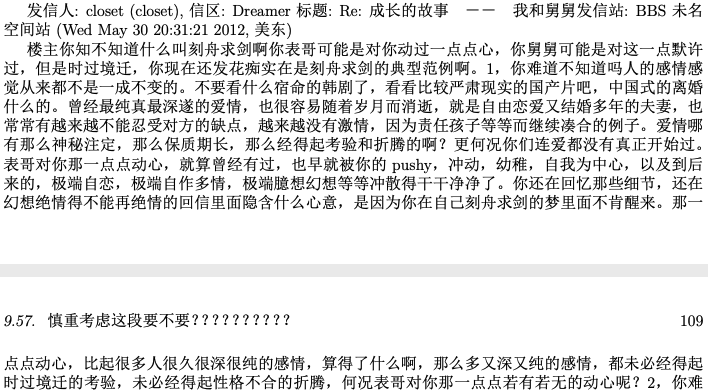 发信人: closet (closet), 信区: Dreamer 标题: Re: 成长的故事 －－ 我和舅舅发信站: BBS 未名
空间站 (Wed May 30 20:31:21 2012, 美东)
楼主你知不知道什么叫刻舟求剑啊你表哥可能是对你动过一点点心，你舅舅可能是对这一点默许
过，但是时过境迁，你现在还发花痴实在是刻舟求剑的典型范例啊。1，你难道不知道吗人的感情感
觉从来都不是一成不变的。不要看什么宿命的韩剧了，看看比较严肃现实的国产片吧，中国式的离婚
什么的。曾经最纯真最深邃的爱情，也很容易随着岁月而消逝，就是自由恋爱又结婚多年的夫妻，也
常常有越来越不能忍受对方的缺点，越来越没有激情，因为责任孩子等等而继续凑合的例子。爱情哪
有那么神秘注定，那么保质期长，那么经得起考验和折腾的啊？更何况你们连爱都没有真正开始过。
表哥对你那一点点动心，就算曾经有过，也早就被你的 pushy，冲动，幼稚，自我为中心，以及到后
来的，极端自恋，极端自作多情，极端臆想幻想等等冲散得干干净净了。你还在回忆那些细节，还在
幻想绝情得不能再绝情的回信里面隐含什么心意，是因为你在自己刻舟求剑的梦里面不肯醒来。那一
9.57. 慎重考虑这段要不要？？？？？？？？？？ 109
点点动心，比起很多人很久很深很纯的感情，算得了什么啊，那么多又深又纯的感情，都未必经得起
时过境迁的考验，未必经得起性格不合的折腾，何况表哥对你那一点点若有若无的动心呢？2，你难